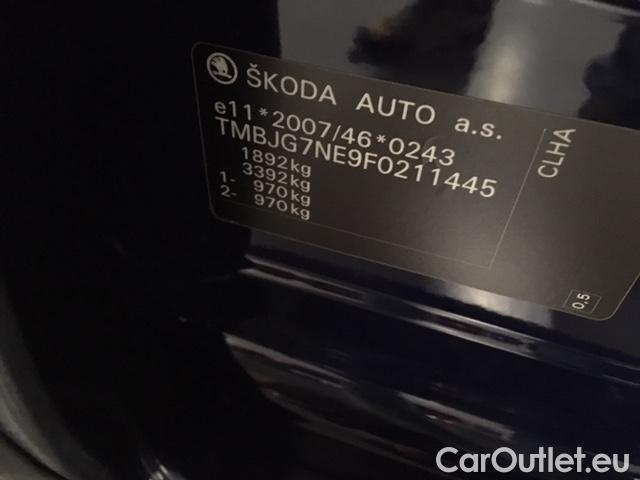 ŠKODA AUTO a.s.
e11*2007/46*0243
TMBJG7NE9F0211445
1892kg
3392kg
1- 970kg
2- 970kg
CLHA
0,5
CarOutlet.eu